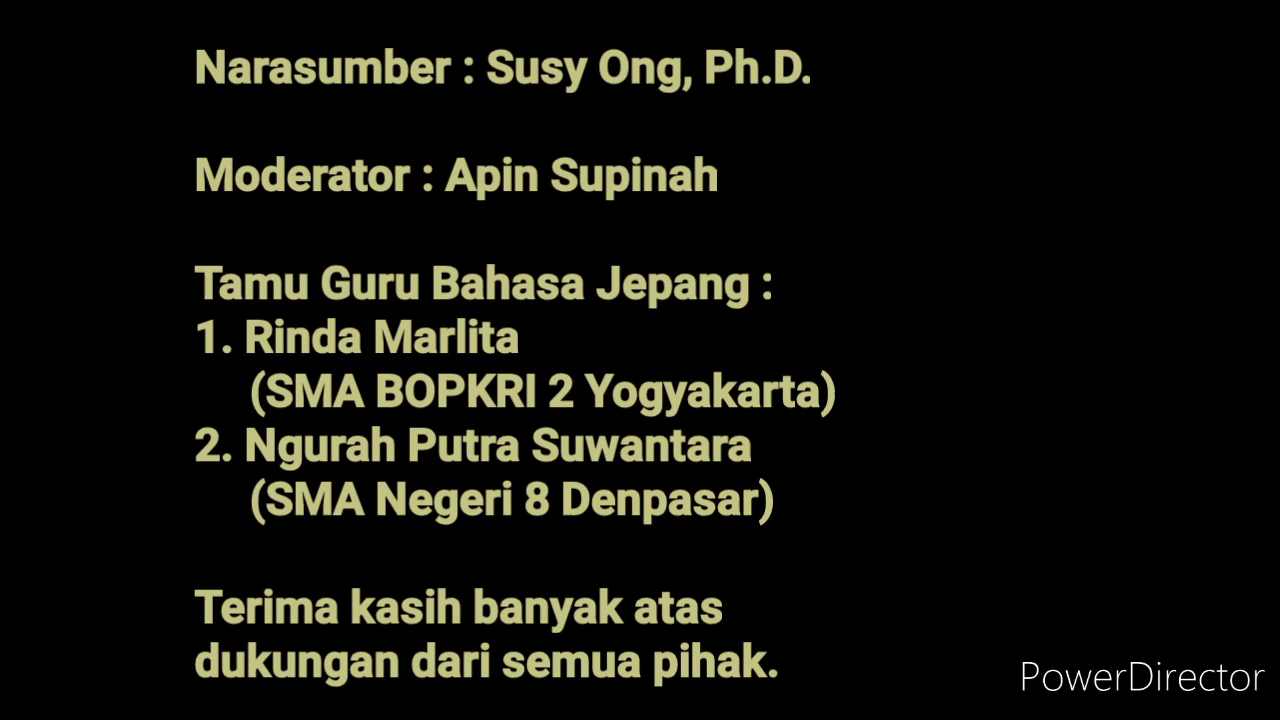 Narasumber : Susy Ong, Ph.D.
Moderator : Apin Supinah
Tamu Guru Bahasa Jepang :
1. Rinda Marlita
(SMA BOPKRI 2 Yogyakarta)
2. Ngurah Putra Suwantara
(SMA Negeri 8 Denpasar)
Terima kasih banyak atas
dukungan dari semua pihak.
PowerDirector